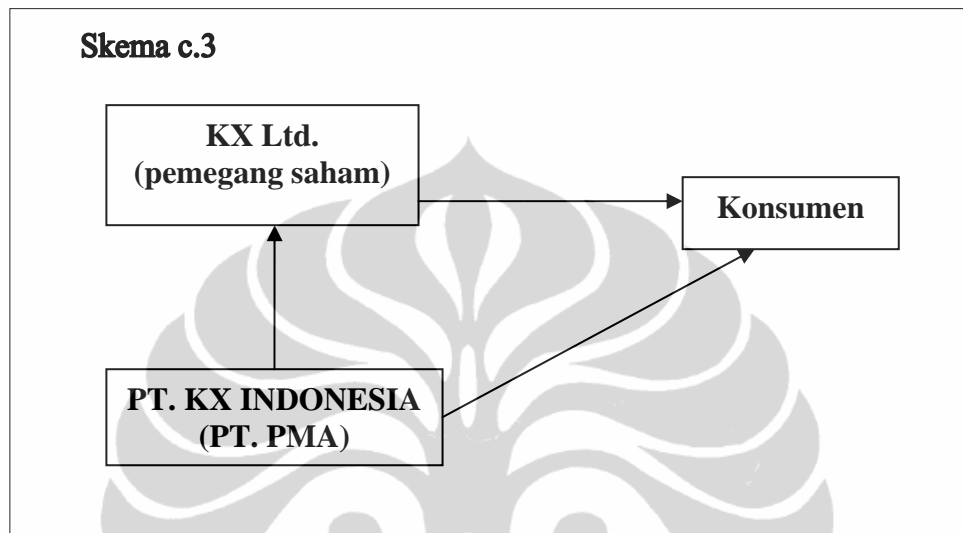 Skema c.3
KX Ltd.
(pemegang saham)
Konsumen
PT. KX INDONESIA
(PT. PMA)